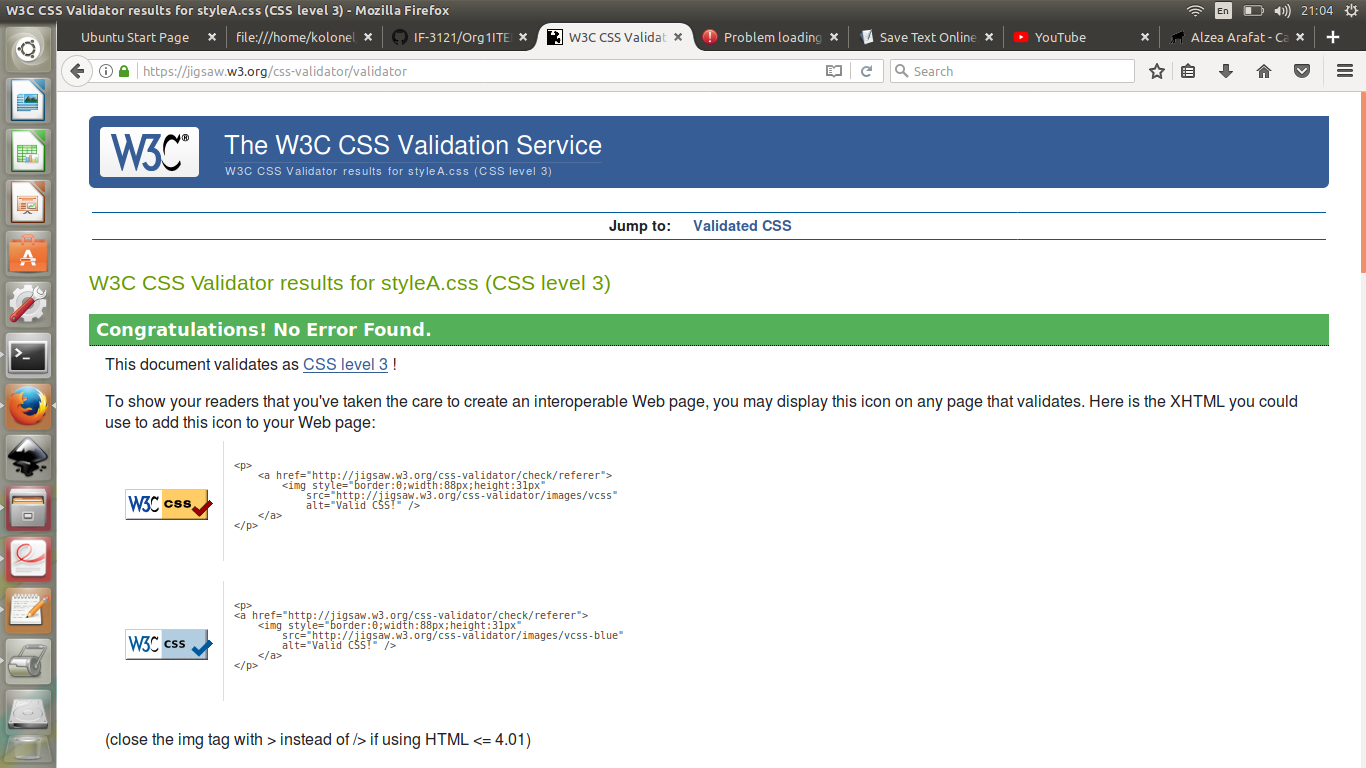 W3C CSS Validator results for styleA.css (CSS level 3) - Mozilla Firefox
En
21:04
Ubuntu Start Page
file:///home/kolonel
IF-3121/Org1ITE
W3C CSS Validat
Problem loading
Save Text Online
YouTube
Alzea Arafat - Ca
https://jigsaw.w3.org/css-validator/validator
Search
W3C®
The W3C CSS Validation Service
W3C CSS Validator results for styleA.css (CSS level 3)
Jump to: Validated CSS
W3C CSS Validator results for styleA.css (CSS level 3)
Congratulations! No Error Found.
This document validates as CSS level 3 !
To show your readers that you've taken the care to create an interoperable Web page, you may display this icon on any page that validates. Here is the XHTML you could
use to add this icon to your Web page:
W3C css
<p>
<a href="http://jigsaw.w3.org/css-validator/check/referer">
<img style="border:0;width:88px;height:31px"
src="http://jigsaw.w3.org/css-validator/images/vcss"
alt="Valid CSS!" />
</a>
</p>
W3C css
<p>
<a href="http://jigsaw.w3.org/css-validator/check/referer">
<img style="border:0;width:88px;height:31px"
src="http://jigsaw.w3.org/css-validator/images/vcss-blue"
alt="Valid CSS!" />
</a>
</p>
(close the img tag with > instead of /> if using HTML <= 4.01)